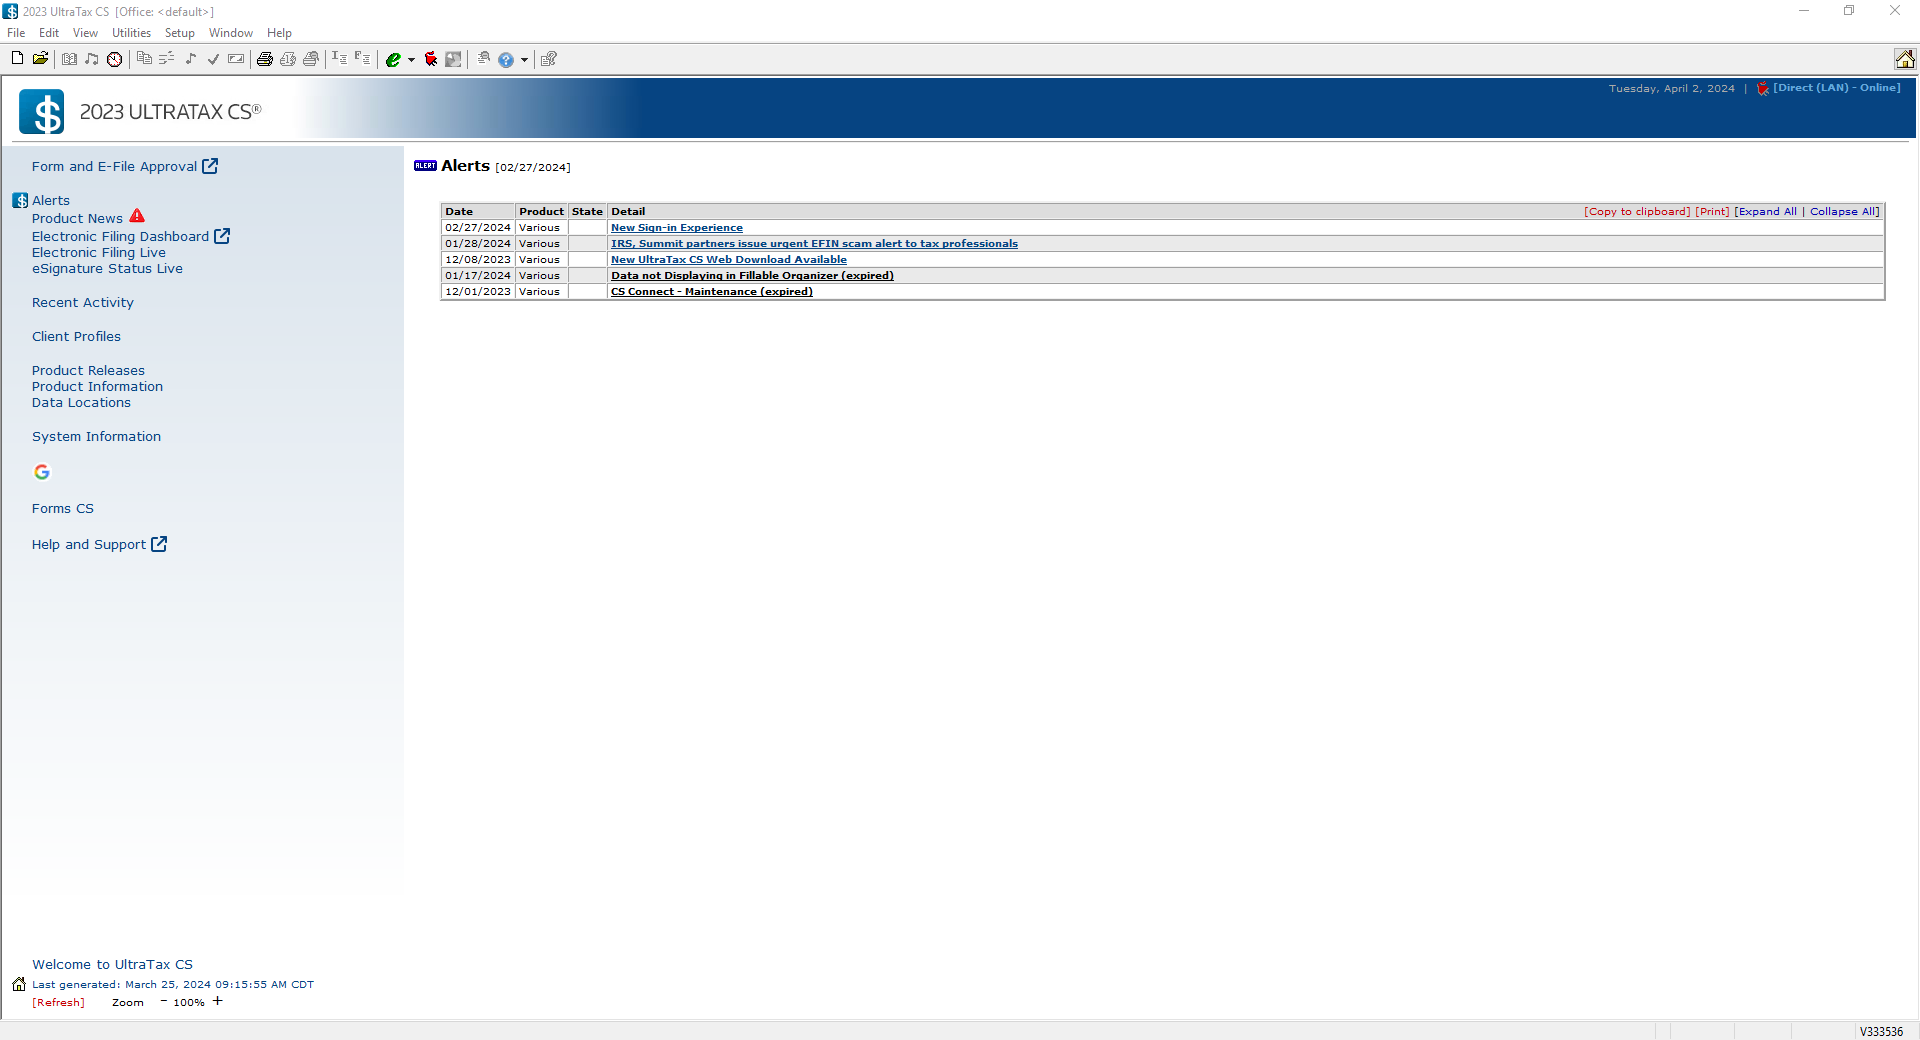 2023 UltraTax CS [Office: <default>]
File Edit View Utilities Setup Window Help
2023 ULTRATAX CS®
Tuesday, April 2, 2024 | [Direct (LAN) - Online]
Form and E-File Approval
Alerts
Product News
Electronic Filing Dashboard
Electronic Filing Live
eSignature Status Live
Recent Activity
Client Profiles
Product Releases
Product Information
Data Locations
System Information
Forms CS
Help and Support
ALERT Alerts [02/27/2024]
Date Product State Detail [Copy to clipboard] [Print] [Expand All | Collapse All]
02/27/2024 Various New Sign-in Experience
01/28/2024 Various IRS, Summit partners issue urgent EFIN scam alert to tax professionals
12/08/2023 Various New UltraTax CS Web Download Available
01/17/2024 Various Data not Displaying in Fillable Organizer (expired)
12/01/2023 Various CS Connect - Maintenance (expired)
Welcome to UltraTax CS
Last generated: March 25, 2024 09:15:55 AM CDT
[Refresh] Zoom - 100% +
V333536